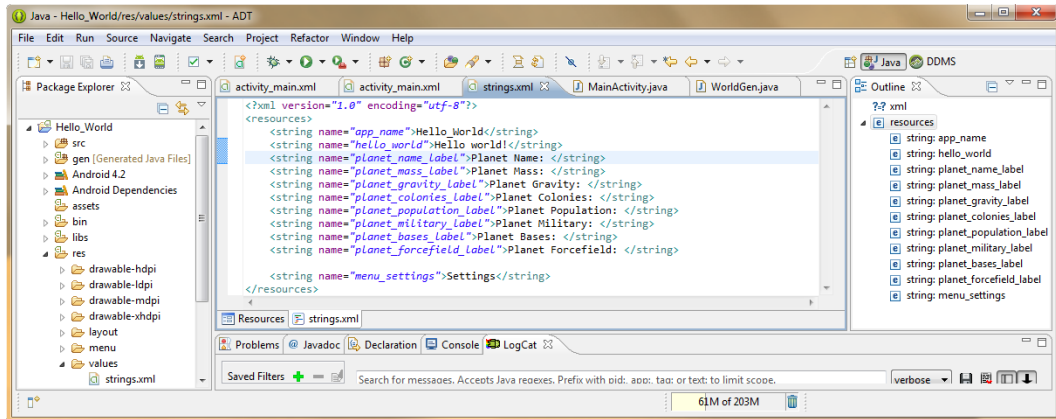 Java - Hello_World/res/values/strings.xml - ADT
File Edit Run Source Navigate Search Project Refactor Window Help
Java DDMS
Package Explorer
Hello_World
src
gen [Generated Java Files]
Android 4.2
Android Dependencies
assets
bin
libs
res
drawable-hdpi
drawable-ldpi
drawable-mdpi
drawable-xhdpi
layout
menu
values
strings.xml
activity_main.xml activity_main.xml strings.xml MainActivity.java WorldGen.java
<?xml version="1.0" encoding="utf-8"?>
<resources>
<string name="app_name">Hello_World</string>
<string name="hello_world">Hello world!</string>
<string name="planet_name_label">Planet Name: </string>
<string name="planet_mass_label">Planet Mass: </string>
<string name="planet_gravity_label">Planet Gravity: </string>
<string name="planet_colonies_label">Planet Colonies: </string>
<string name="planet_population_label">Planet Population: </string>
<string name="planet_military_label">Planet Military: </string>
<string name="planet_bases_label">Planet Bases: </string>
<string name="planet_forcefield_label">Planet Forcefield: </string>
<string name="menu_settings">Settings</string>
</resources>
Resources strings.xml
Outline
?=? xml
e resources
e string: app_name
e string: hello_world
e string: planet_name_label
e string: planet_mass_label
e string: planet_gravity_label
e string: planet_colonies_label
e string: planet_population_label
e string: planet_military_label
e string: planet_bases_label
e string: planet_forcefield_label
e string: menu_settings
Problems @ Javadoc Declaration Console LogCat
Saved Filters Search for messages. Accepts Java regexes. Prefix with pid:, app:, tag: or text: to limit scope. verbose
61M of 203M